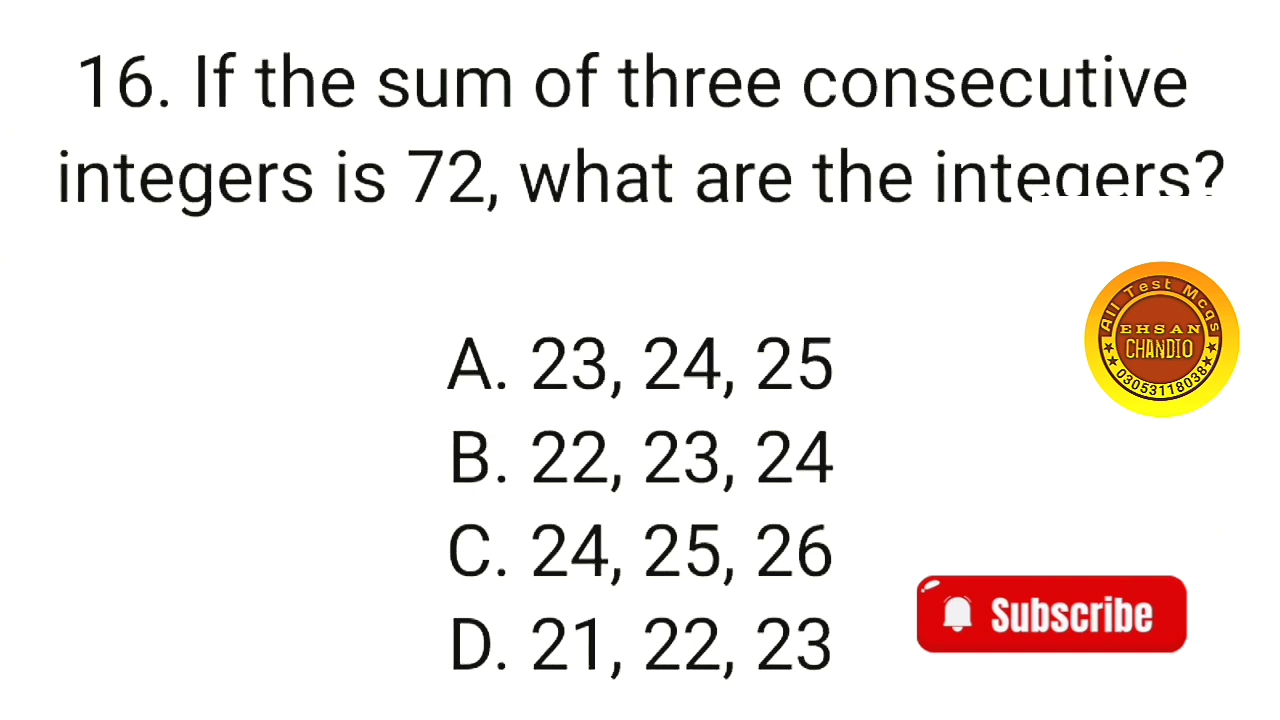 16. If the sum of three consecutive
integers is 72, what are the integers?
A. 23, 24, 25
B. 22, 23, 24
C. 24, 25, 26
D. 21, 22, 23
All Test Mcqs
EHSAN
CHANDIO
03053118038
Subscribe